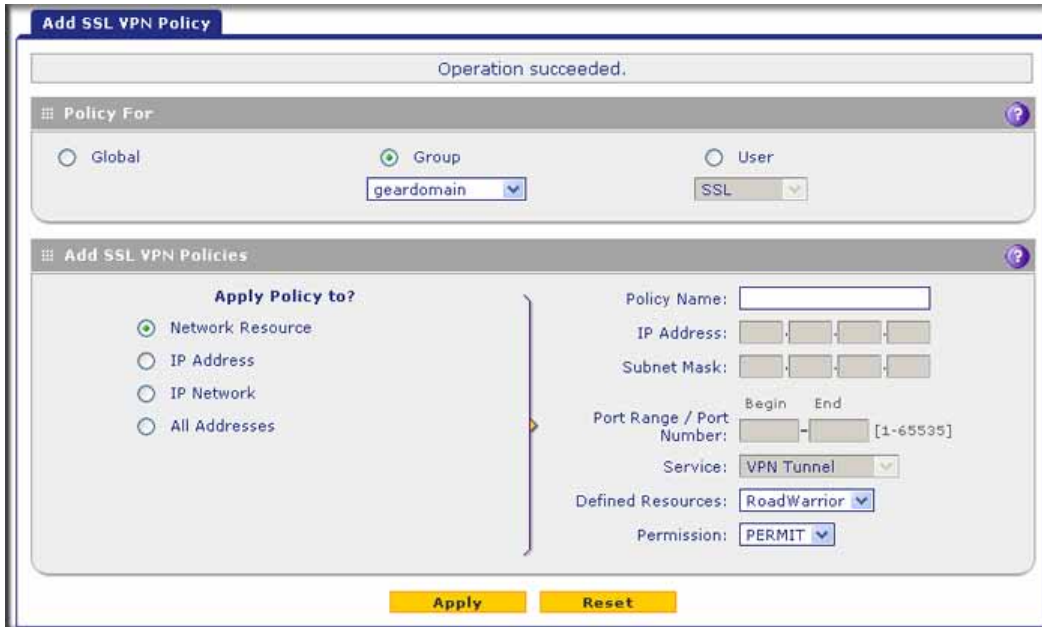 Add SSL VPN Policy
Operation succeeded.
Policy For
?
Global
Group
User
geardomain
SSL
Add SSL VPN Policies
?
Apply Policy to?
Network Resource
IP Address
IP Network
All Addresses
Policy Name:
IP Address:
. . .
Subnet Mask:
. . .
Begin End
Port Range / Port
Number:
- [1-65535]
Service: VPN Tunnel
Defined Resources: RoadWarrior
Permission: PERMIT
Apply Reset